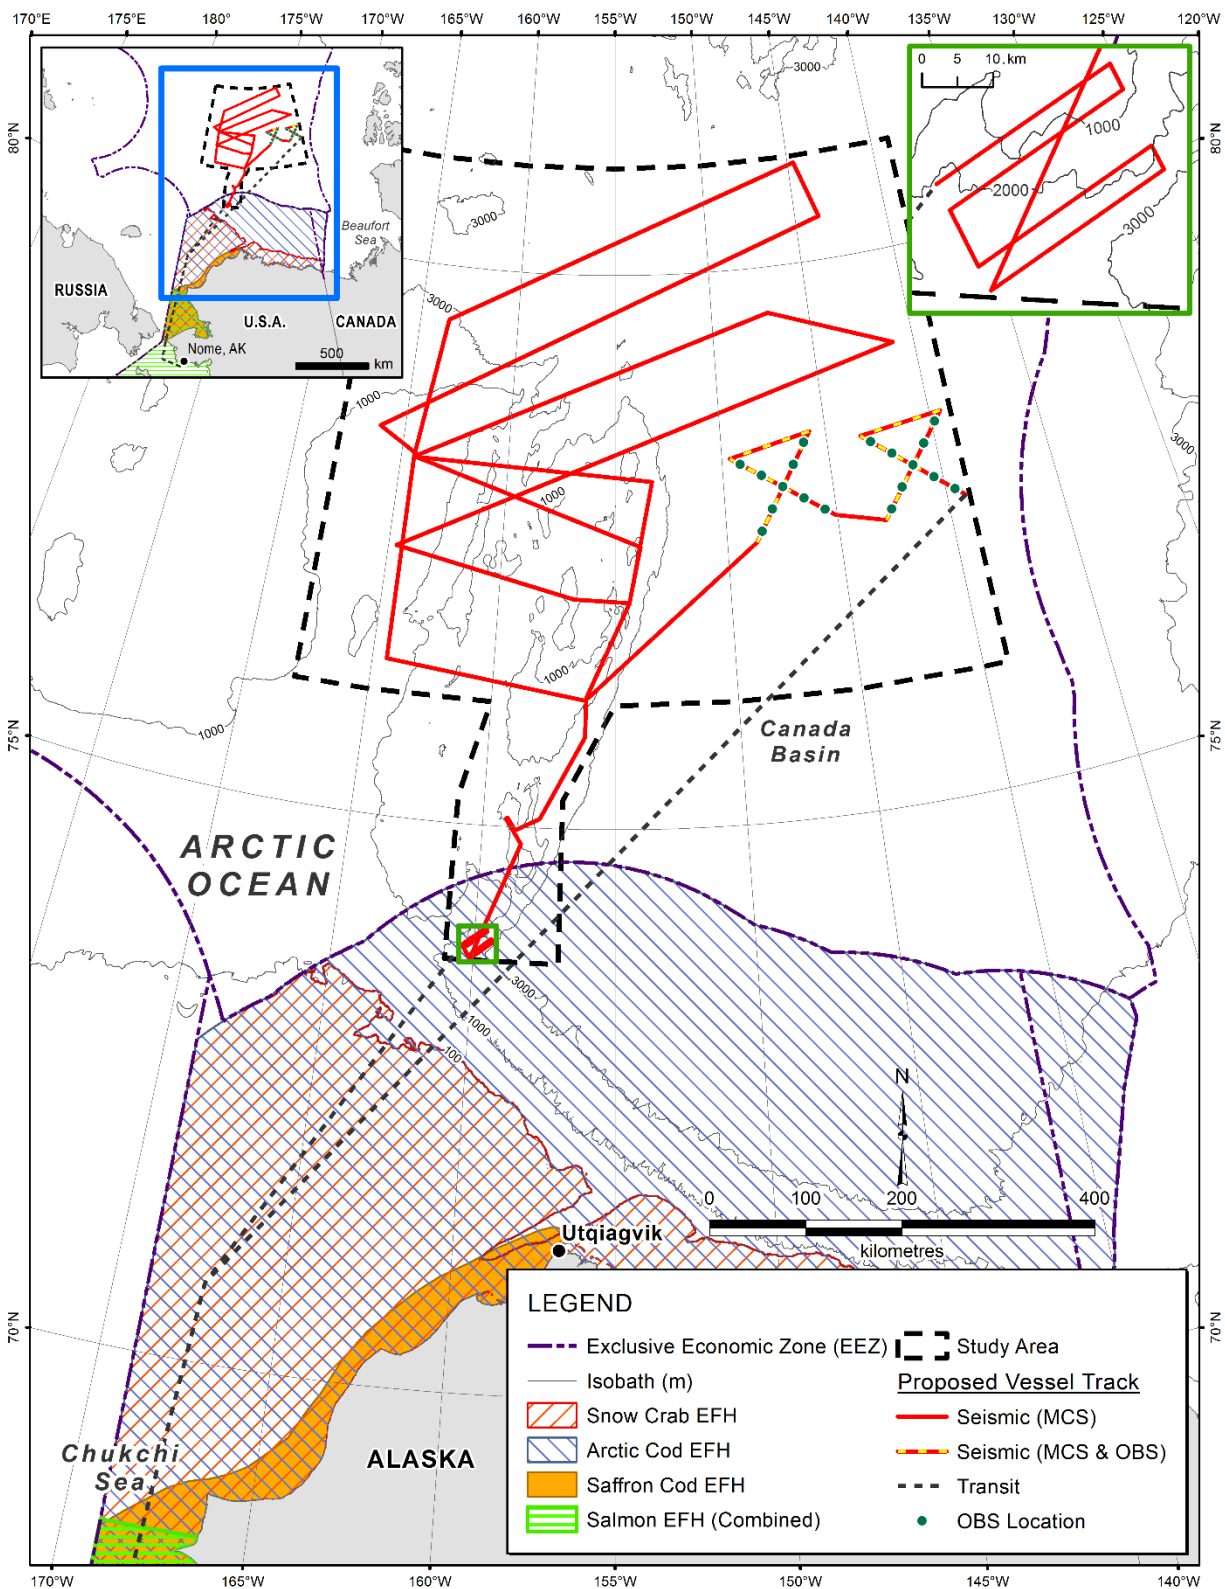 170°E 175°E 180° 175°W 170°W 165°W 160°W 155°W 150°W 145°W 140°W 135°W 130°W 125°W 120°W
80°N
75°N
70°N
80°N
75°N
70°N
RUSSIA
U.S.A.
CANADA
Beaufort
Sea
Nome, AK
500
km
0 5 10 km
1000
2000
3000
3000
3000
3000
3000
1000
1000
1000
1000
3000
Canada
Basin
ARCTIC
OCEAN
3000
1000
100
N
0 100 200 400
kilometres
Utqiagvik
ALASKA
Chukchi
Sea
LEGEND
Exclusive Economic Zone (EEZ)
Isobath (m)
Snow Crab EFH
Arctic Cod EFH
Saffron Cod EFH
Salmon EFH (Combined)
Study Area
Proposed Vessel Track
Seismic (MCS)
Seismic (MCS & OBS)
Transit
OBS Location
170°W 165°W 160°W 155°W 150°W 145°W 140°W